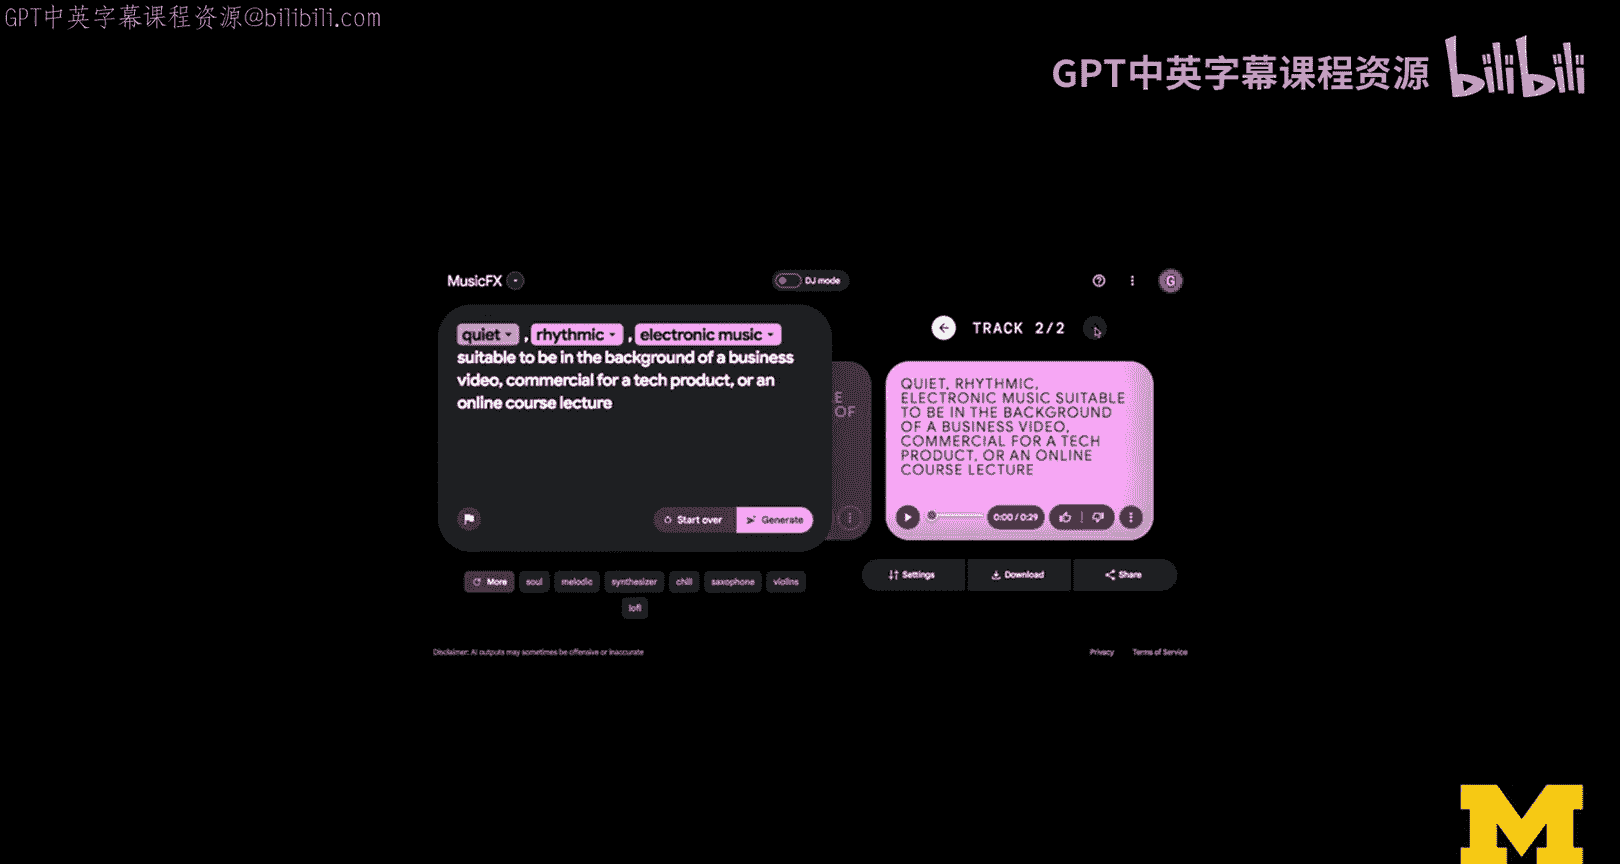 GPT中英字幕课程资源@bilibili.com
GPT中英字幕课程资源 bilibili
MusicFX
DJ mode
G
quiet , rhythmic , electronic music
suitable to be in the background of a business
video, commercial for a tech product, or an
online course lecture
Start over
Generate
More
soul
melodic
synthesizer
chill
saxophone
violins
lofi
TRACK 2/2
E
OF
QUIET, RHYTHMIC,
ELECTRONIC MUSIC SUITABLE
TO BE IN THE BACKGROUND
OF A BUSINESS VIDEO,
COMMERCIAL FOR A TECH
PRODUCT, OR AN ONLINE
COURSE LECTURE
0:00 / 0:29
Settings
Download
Share
Disclaimer: AI outputs may sometimes be offensive or inaccurate
Privacy
Terms of Service
M